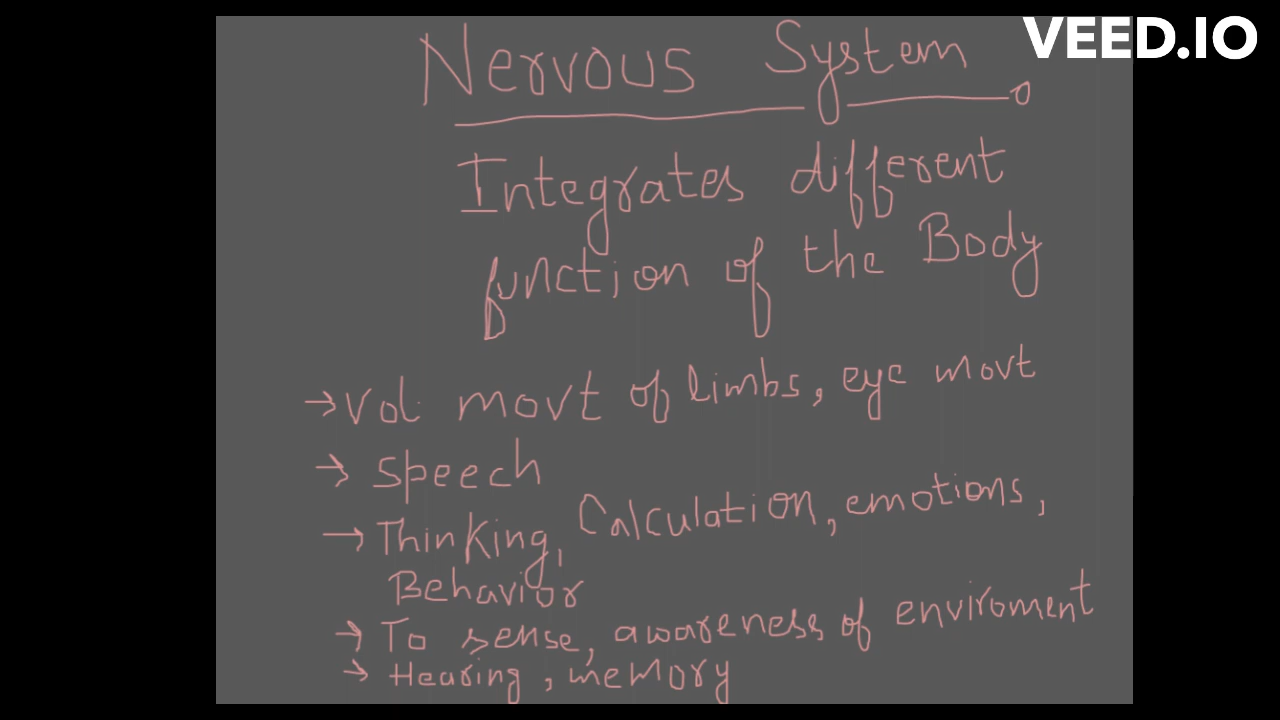 VEED.IO
Nervous System
Integrates different
function of the Body
→ Vol. movt of limbs, eye movt
→ Speech
→ Thinking, Calculation, emotions,
Behavior
→ To sense, awareness of enviroment
→ Hearing, memory